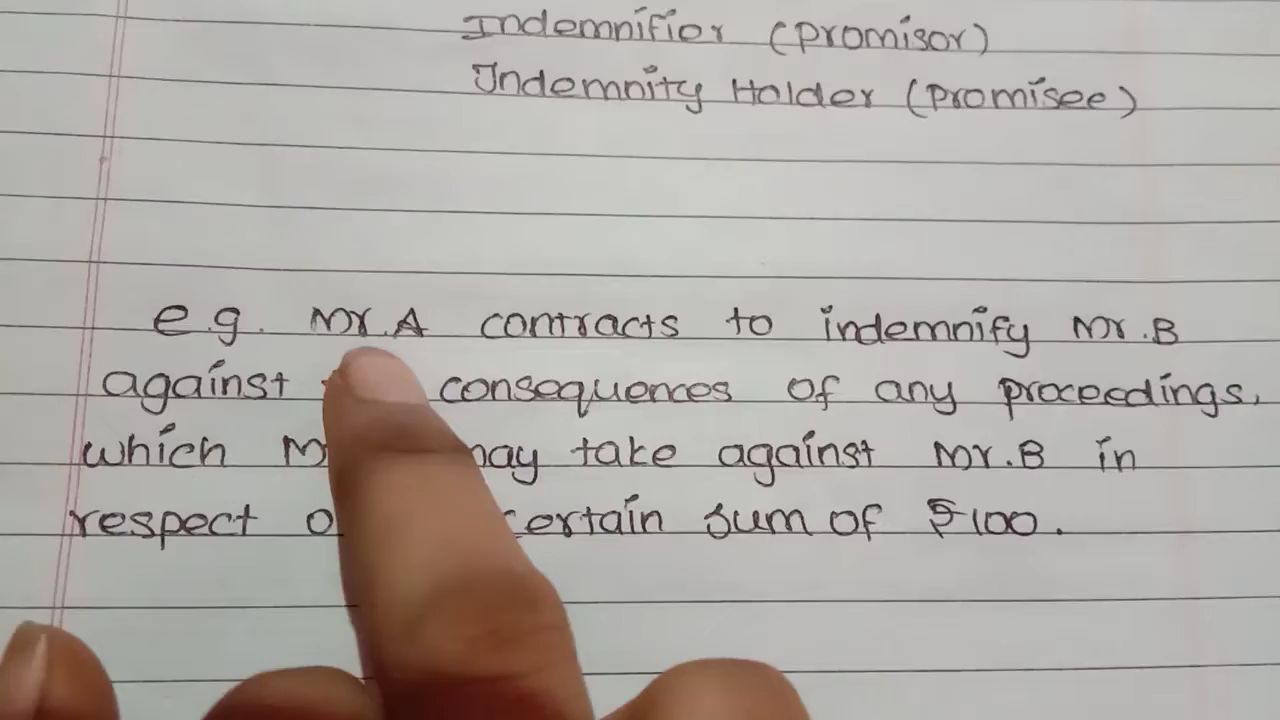 Indemnifier (Promisor)
Indemnity Holder (Promisee)
e.g. Mr.A contracts to indemnify Mr.B
against consequences of any proceedings,
which may take against Mr.B in
respect certain sum of ₹100.